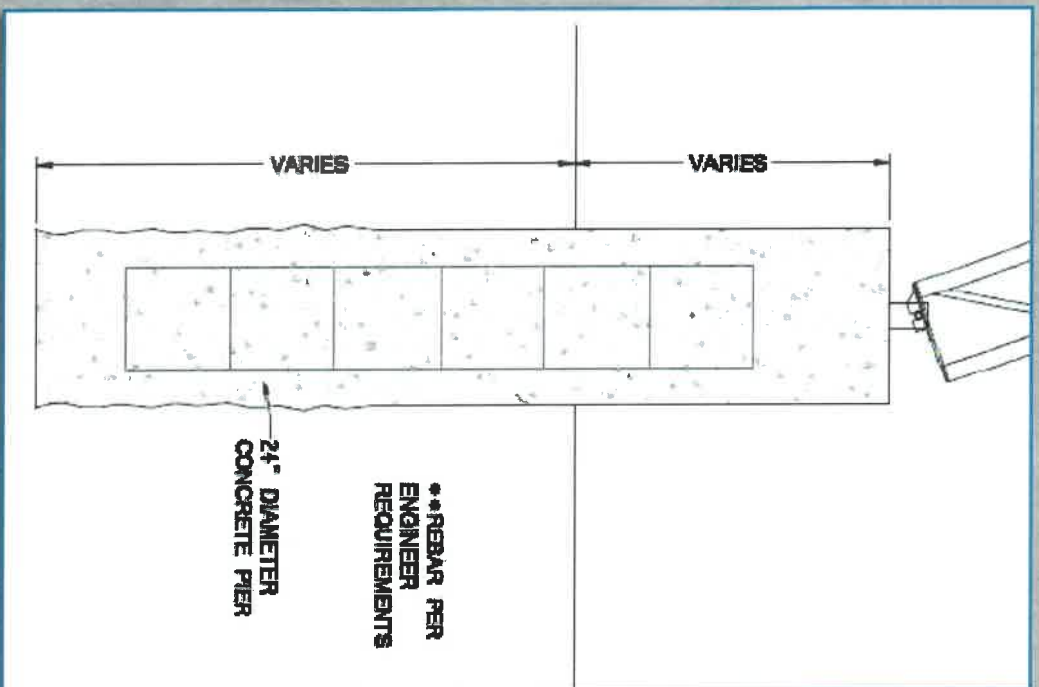 VARIES
VARIES
**REBAR PER
ENGINEER
REQUIREMENTS
24" DIAMETER
CONCRETE PIER